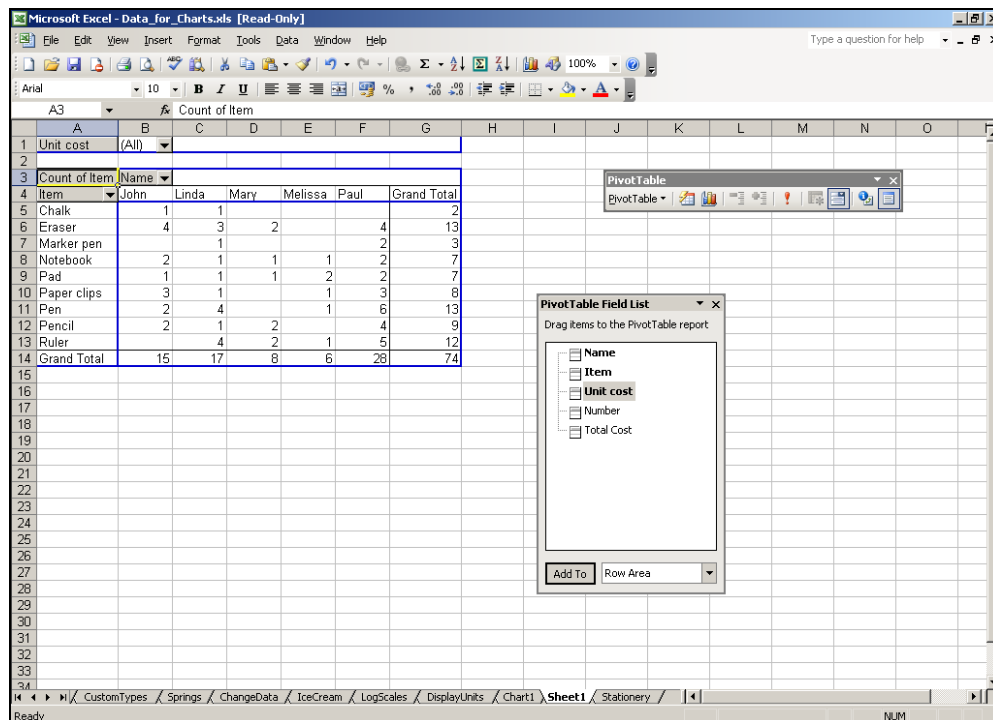 Microsoft Excel - Data_for_Charts.xls [Read-Only]
File Edit View Insert Format Tools Data Window Help Type a question for help
100%
Arial 10 B I U
A3 fx Count of Item
A B C D E F G H I J K L M N O
1 Unit cost (All)
2
3 Count of Item Name
4 Item John Linda Mary Melissa Paul Grand Total
5 Chalk 1 1 2
6 Eraser 4 3 2 4 13
7 Marker pen 1 2 3
8 Notebook 2 1 1 1 2 7
9 Pad 1 1 1 2 2 7
10 Paper clips 3 1 1 3 8
11 Pen 2 4 1 6 13
12 Pencil 2 1 2 4 9
13 Ruler 4 2 1 5 12
14 Grand Total 15 17 8 6 28 74
15
16
17
18
19
20
21
22
23
24
25
26
27
28
29
30
31
32
33
34
PivotTable
PivotTable
PivotTable Field List
Drag items to the PivotTable report
Name
Item
Unit cost
Number
Total Cost
Add To Row Area
CustomTypes Springs ChangeData IceCream LogScales DisplayUnits Chart1 Sheet1 Stationery
Ready NUM